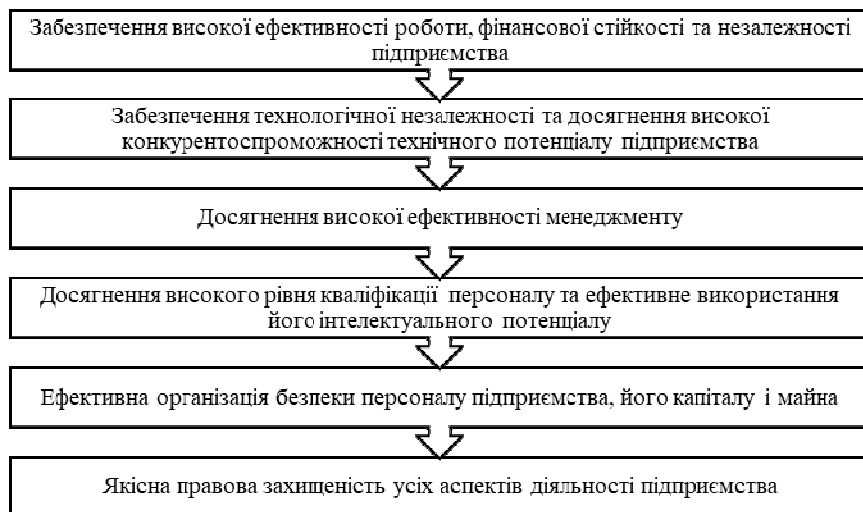 Забезпечення високої ефективності роботи, фінансової стійкості та незалежності
підприємства
Забезпечення технологічної незалежності та досягнення високої
конкурентоспроможності технічного потенціалу підприємства
Досягнення високої ефективності менеджменту
Досягнення високого рівня кваліфікації персоналу та ефективне використання
його інтелектуального потенціалу
Ефективна організація безпеки персоналу підприємства, його капіталу і майна
Якісна правова захищеність усіх аспектів діяльності підприємства